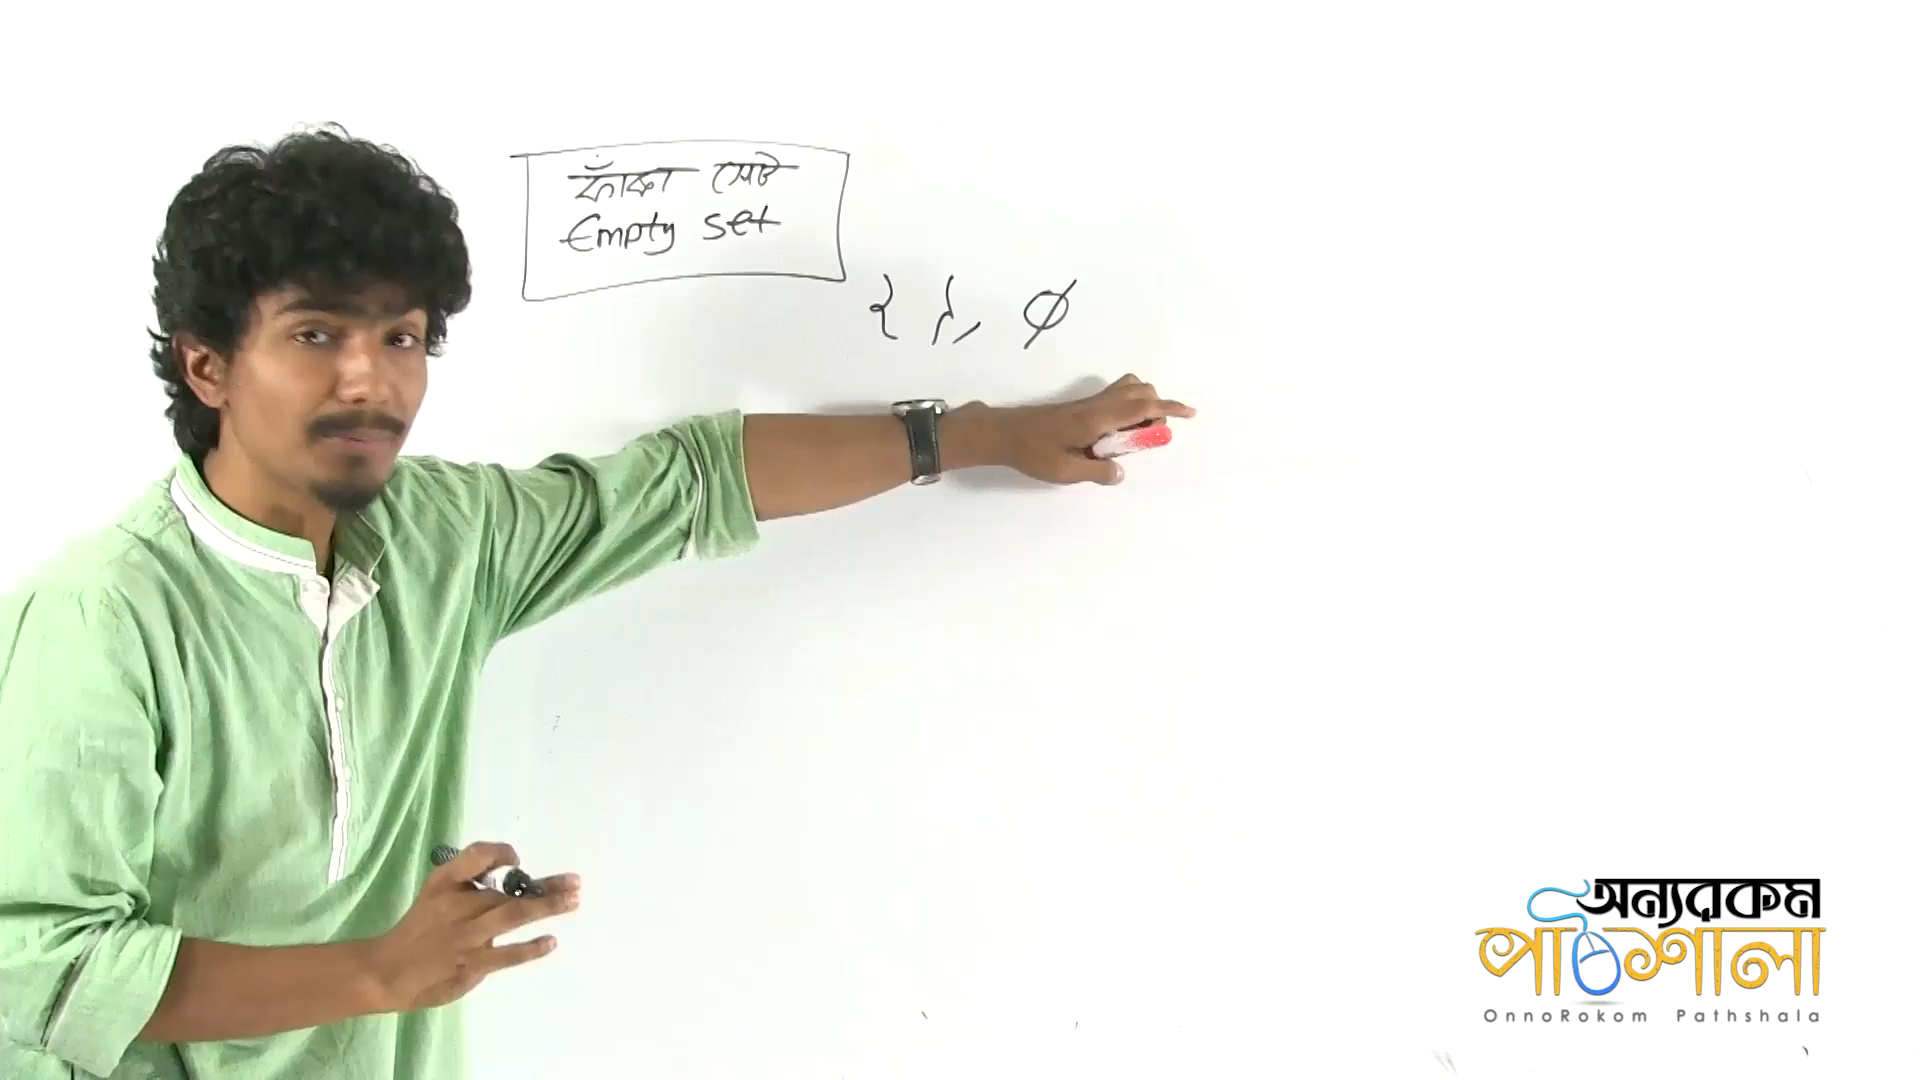 ফাঁকা সেট
Empty set
{ }, Ø
অন্যরকম
পাঠশালা
OnnoRokom Pathshala